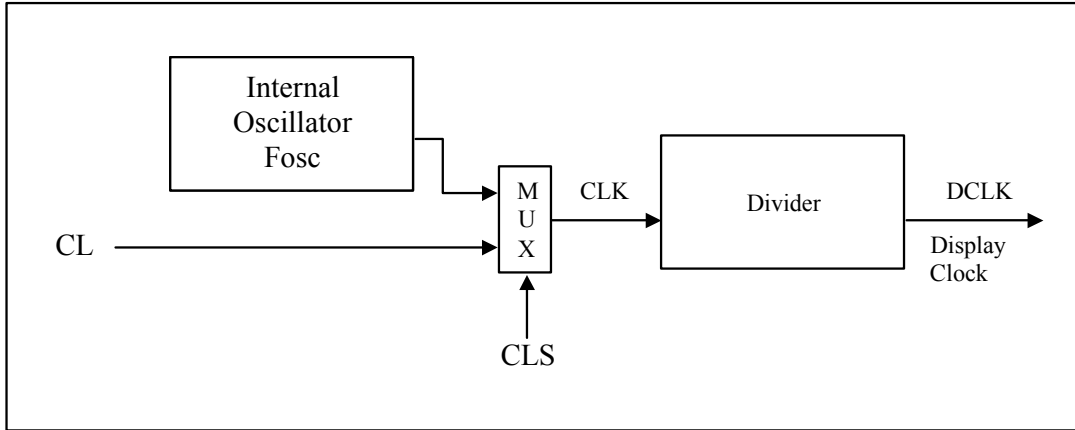 Internal
Oscillator
Fosc
M
U
X
CLK
Divider
DCLK
Display
Clock
CL
CLS